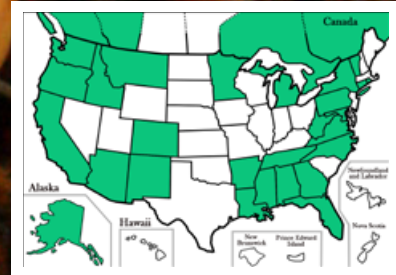 Canada
Newfoundland
and Labrador
Alaska
Hawaii
New
Brunswick
Prince Edward
Island
Nova Scotia